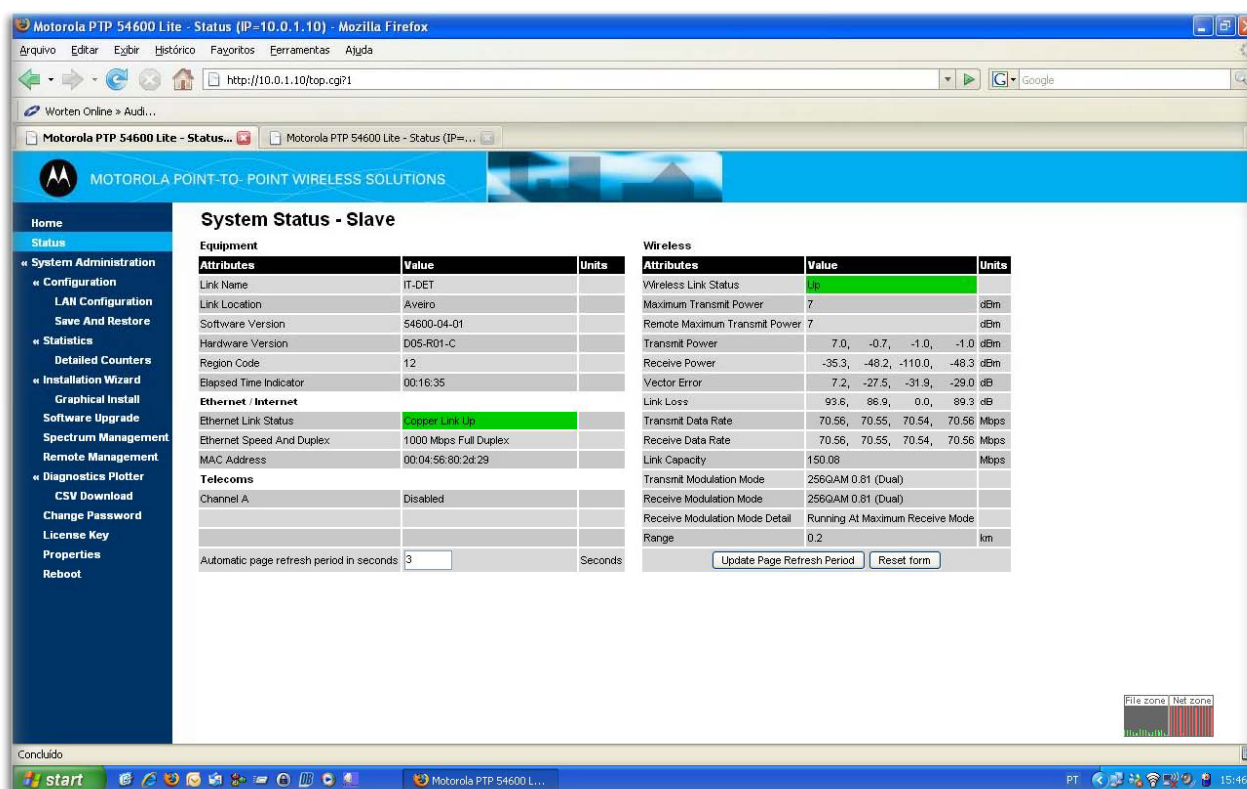 Motorola PTP 54600 Lite - Status (IP=10.0.1.10) - Mozilla Firefox
Arquivo Editar Exibir Histórico Favoritos Ferramentas Ajuda
http://10.0.1.10/top.cgi?1
Google
Worten Online » Audi...
Motorola PTP 54600 Lite - Status...
Motorola PTP 54600 Lite - Status (IP=...
MOTOROLA POINT-TO- POINT WIRELESS SOLUTIONS
Home
Status
« System Administration
« Configuration
LAN Configuration
Save And Restore
« Statistics
Detailed Counters
« Installation Wizard
Graphical Install
Software Upgrade
Spectrum Management
Remote Management
« Diagnostics Plotter
CSV Download
Change Password
License Key
Properties
Reboot
System Status - Slave
Equipment
Attributes Value Units
Link Name IT-DET
Link Location Aveiro
Software Version 54600-04-01
Hardware Version D05-R01-C
Region Code 12
Elapsed Time Indicator 00:16:35
Ethernet / Internet
Ethernet Link Status Copper Link Up
Ethernet Speed And Duplex 1000 Mbps Full Duplex
MAC Address 00:04:56:80:2d:29
Telecoms
Channel A Disabled
Automatic page refresh period in seconds 3 Seconds
Wireless
Attributes Value Units
Wireless Link Status Up
Maximum Transmit Power 7 dBm
Remote Maximum Transmit Power 7 dBm
Transmit Power 7.0, -0.7, -1.0, -1.0 dBm
Receive Power -35.3, -48.2, -110.0, -48.3 dBm
Vector Error 7.2, -27.5, -31.9, -29.0 dB
Link Loss 93.6, 86.9, 0.0, 89.3 dB
Transmit Data Rate 70.56, 70.55, 70.54, 70.56 Mbps
Receive Data Rate 70.56, 70.55, 70.54, 70.56 Mbps
Link Capacity 150.08 Mbps
Transmit Modulation Mode 256QAM 0.81 (Dual)
Receive Modulation Mode 256QAM 0.81 (Dual)
Receive Modulation Mode Detail Running At Maximum Receive Mode
Range 0.2 km
Update Page Refresh Period Reset form
File zone Net zone
Concluído
start
Motorola PTP 54600 L...
PT
15:46